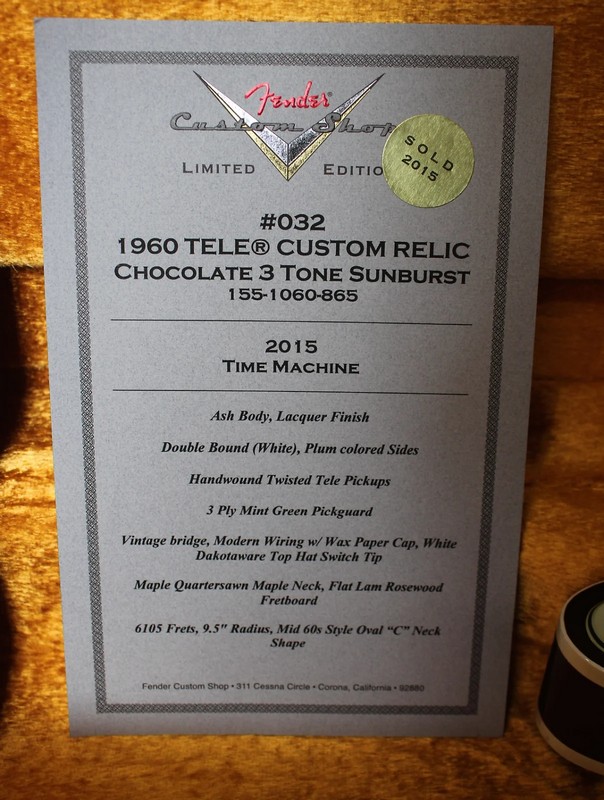 Fender
Custom Shop
LIMITED EDITIO
SOLD
2015
#032
1960 TELE® CUSTOM RELIC
CHOCOLATE 3 TONE SUNBURST
155-1060-865
2015
TIME MACHINE
Ash Body, Lacquer Finish
Double Bound (White), Plum colored Sides
Handwound Twisted Tele Pickups
3 Ply Mint Green Pickguard
Vintage bridge, Modern Wiring w/ Wax Paper Cap, White
Dakotaware Top Hat Switch Tip
Maple Quartersawn Maple Neck, Flat Lam Rosewood
Fretboard
6105 Frets, 9.5" Radius, Mid 60s Style Oval “C” Neck
Shape
Fender Custom Shop • 311 Cessna Circle • Corona, California • 92880